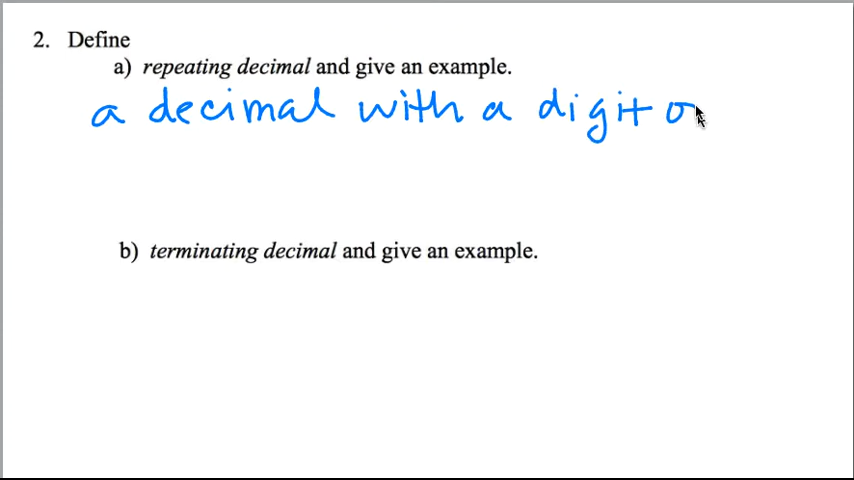 2. Define
a) repeating decimal and give an example.
a decimal with a digit o
b) terminating decimal and give an example.